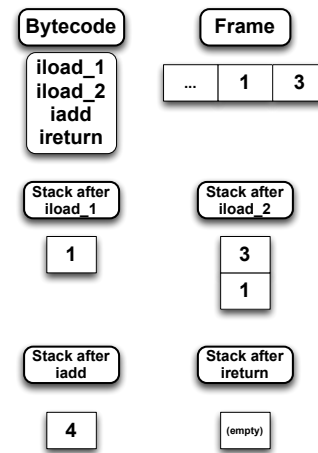 Bytecode
Frame
iload_1
iload_2
iadd
ireturn
... 1 3
Stack after
iload_1
Stack after
iload_2
1
3
1
Stack after
iadd
Stack after
ireturn
4
(empty)